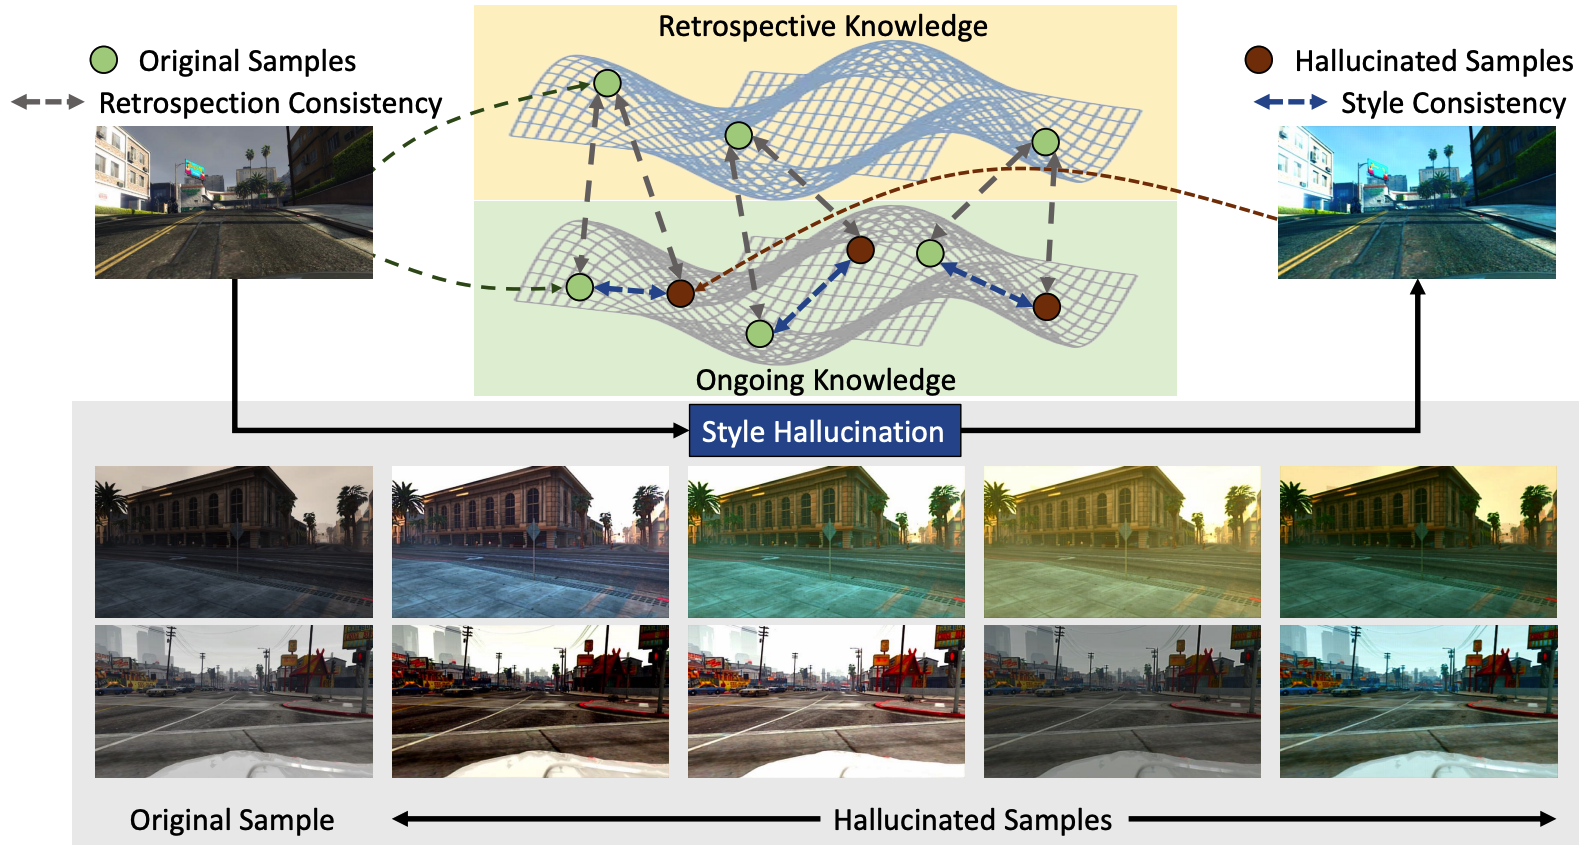 Retrospective Knowledge
Original Samples
Retrospection Consistency
Hallucinated Samples
Style Consistency
Ongoing Knowledge
Style Hallucination
Original Sample
Hallucinated Samples